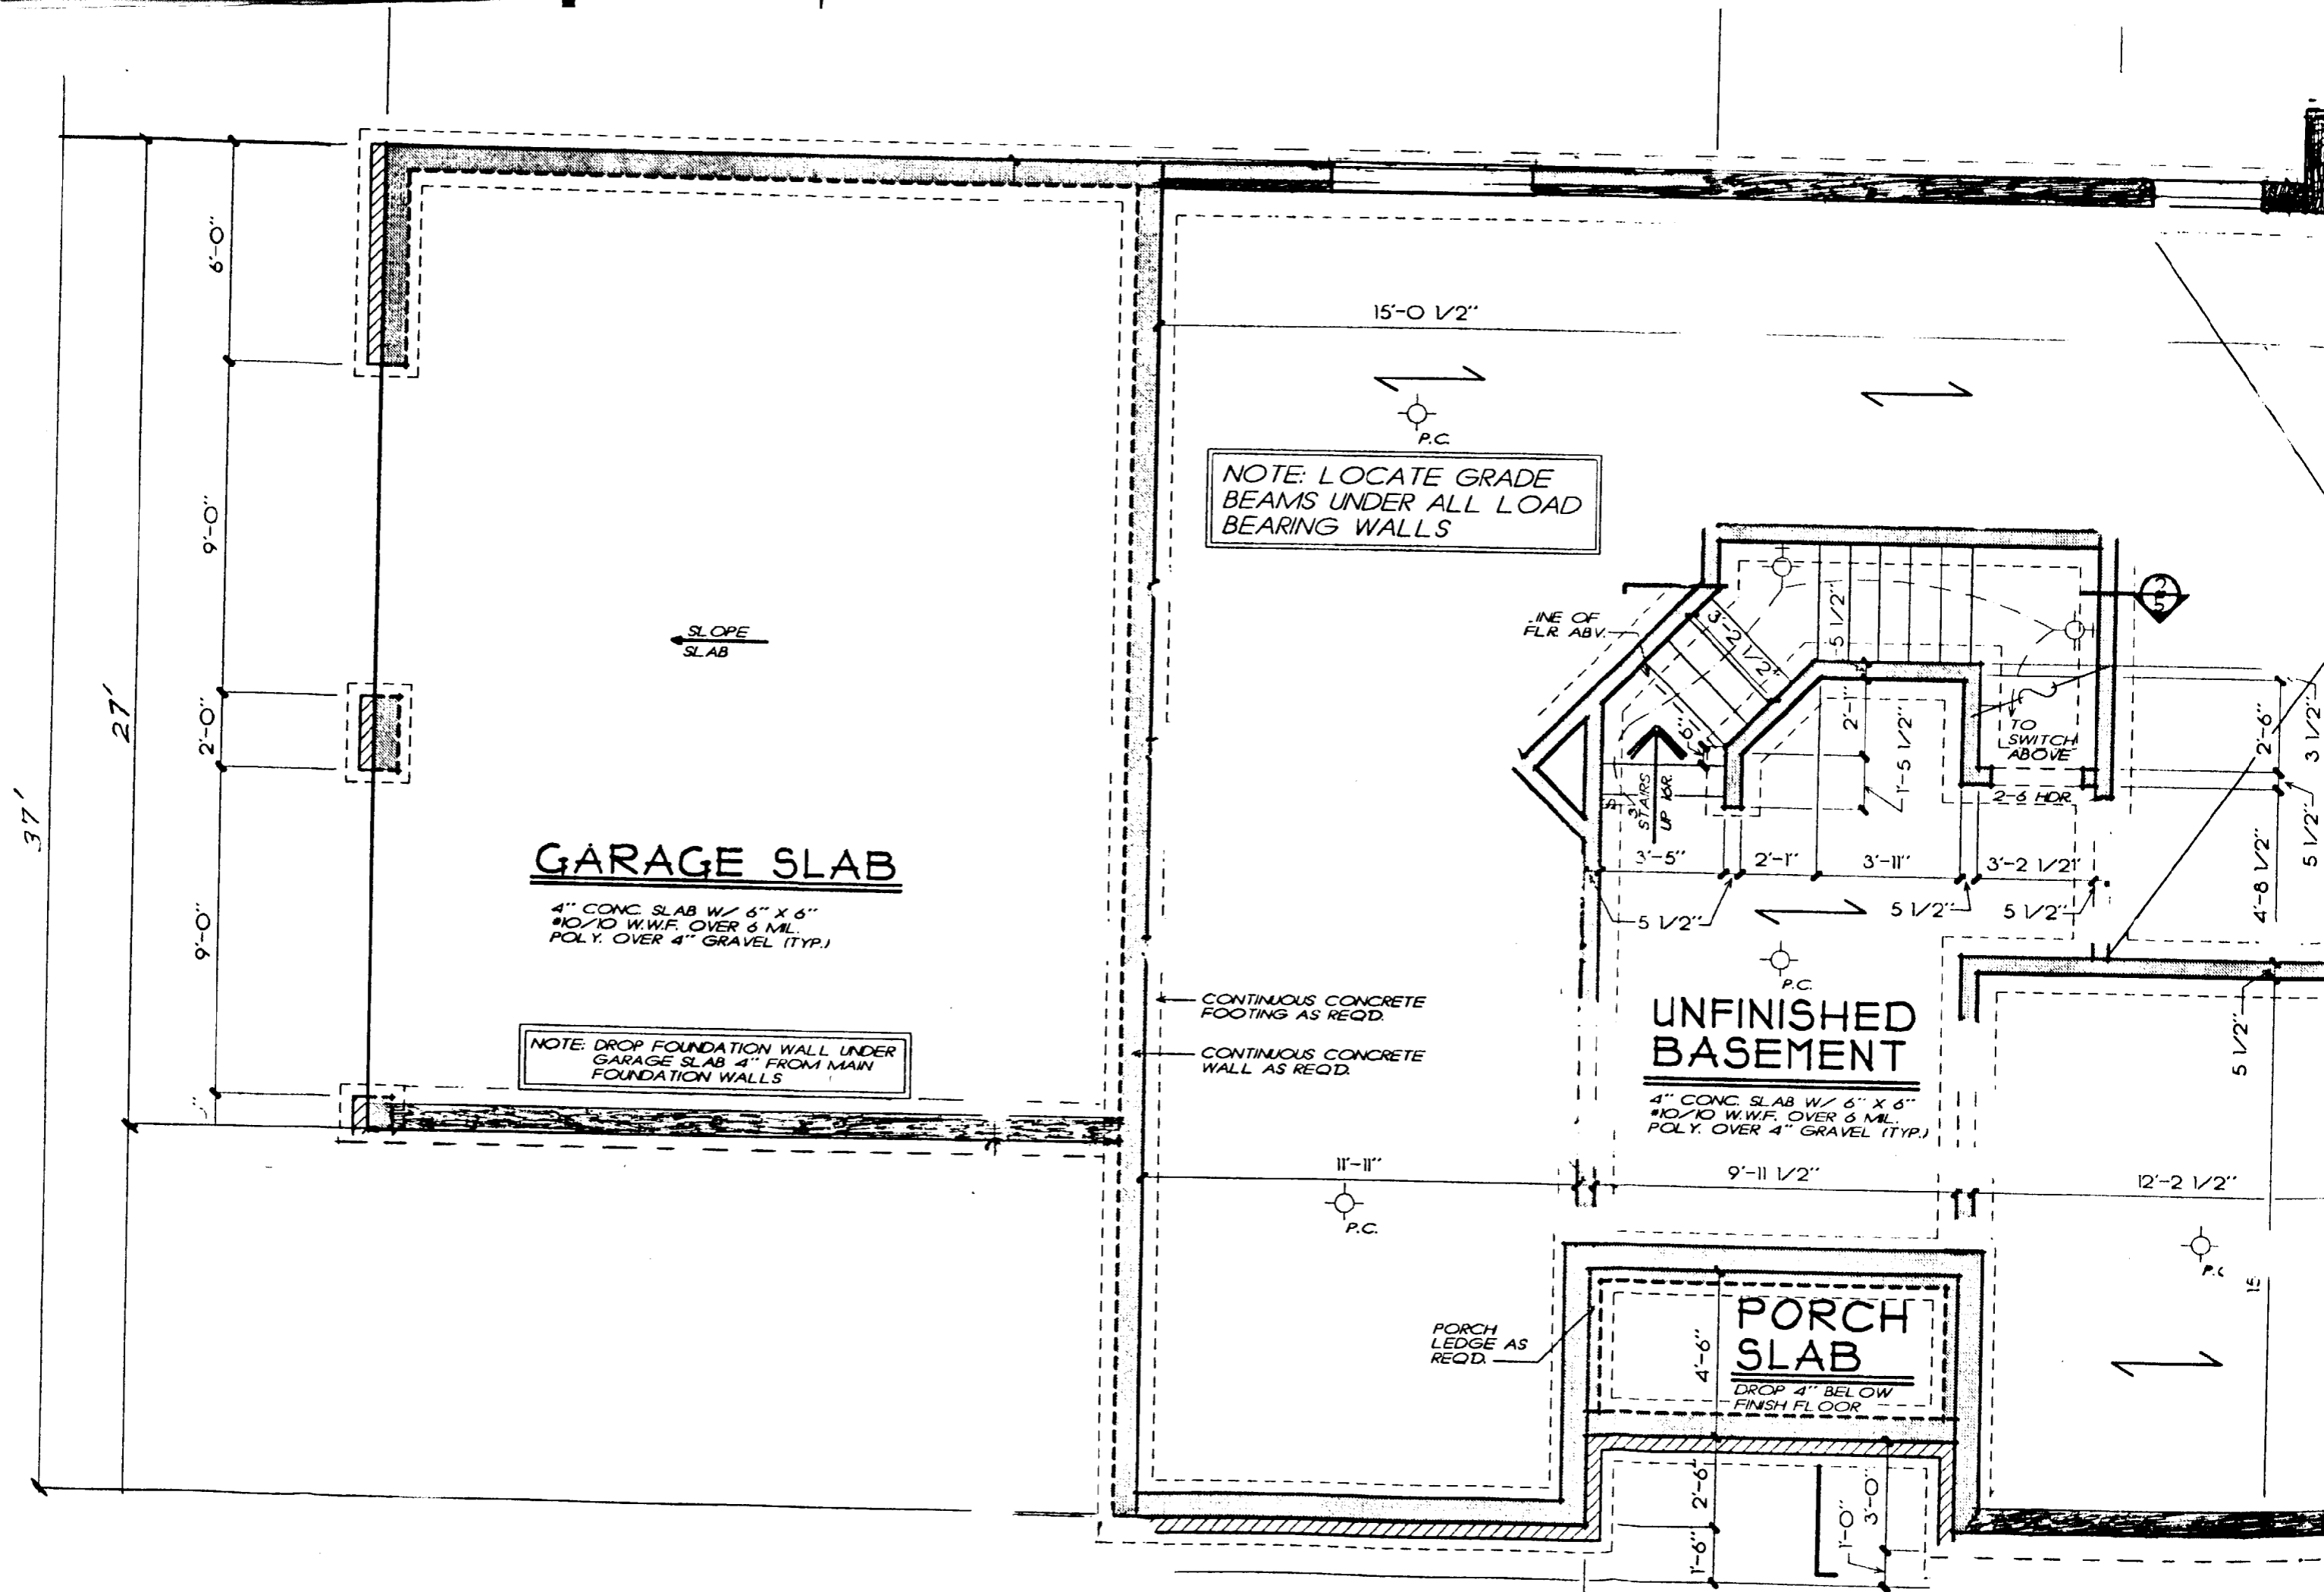 15'-0 1/2"
6'-0"
P.C.
NOTE: LOCATE GRADE
BEAMS UNDER ALL LOAD
BEARING WALLS
9'-0"
2
5
LINE OF
FLR. ABV.
3'-2 1/2"
5 1/2"
SLOPE
SLAB
27'
2'-0"
6"
2'-1"
1'-5 1/2"
TO
SWITCH
ABOVE
2'-6"
3 1/2"
37'
STAIRS
UP 16R.
2-6 HDR.
5 1/2"
GARAGE SLAB
4" CONC. SLAB W/ 6" X 6"
#10/10 W.W.F. OVER 6 MIL.
POLY. OVER 4" GRAVEL (TYP.)
9'-0"
3'-5"
2'-1"
3'-11"
3'-2 1/2"
4'-8 1/2"
5 1/2"
5 1/2"
5 1/2"
P.C.
CONTINUOUS CONCRETE
FOOTING AS REQ'D.
UNFINISHED
BASEMENT
4" CONC. SLAB W/ 6" X 6"
#10/10 W.W.F. OVER 6 MIL.
POLY. OVER 4" GRAVEL (TYP.)
5 1/2"
NOTE: DROP FOUNDATION WALL UNDER
GARAGE SLAB 4" FROM MAIN
FOUNDATION WALLS
CONTINUOUS CONCRETE
WALL AS REQ'D.
11'-11"
9'-11 1/2"
12'-2 1/2"
P.C.
PORCH
LEDGE AS
REQ'D.
4'-6"
PORCH
SLAB
DROP 4" BELOW
FINISH FLOOR
2'-6"
3'-0"
1'-0"
1'-6"